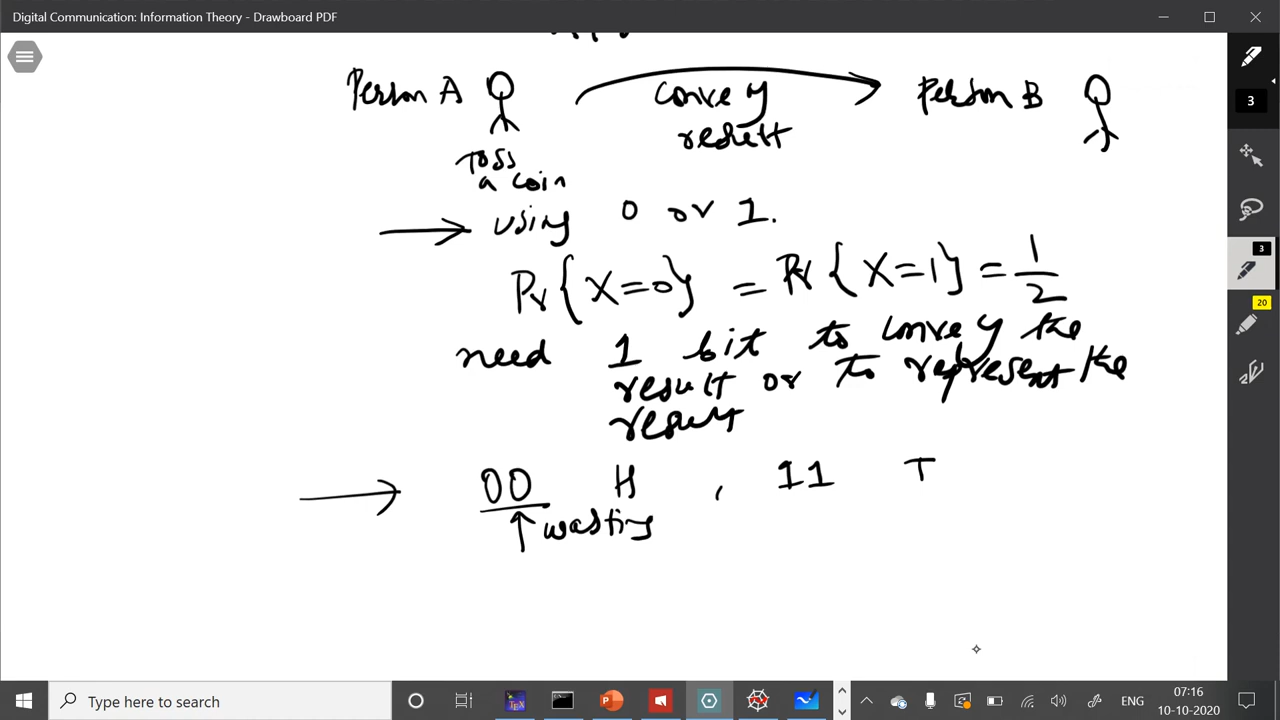 Digital Communication: Information Theory - Drawboard PDF
Person A convey Person B
result
toss
a coin
using 0 or 1.
Pr{X=0} = Pr{X=1} = 1/2
need 1 bit to convey the
result or to represent the
result
00 H , 11 T
↑ wasting
3
3
20
Type here to search
ENG
07:16
10-10-2020